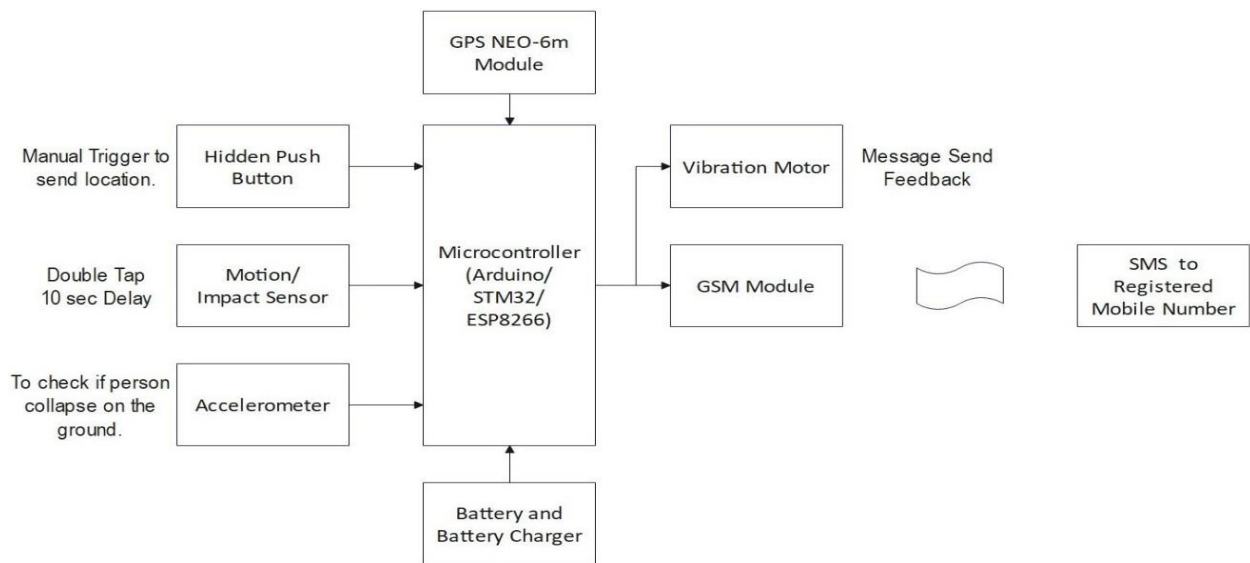 GPS NEO-6m
Module
Manual Trigger to
send location.
Hidden Push
Button
Vibration Motor
Message Send
Feedback
Double Tap
10 sec Delay
Motion/
Impact Sensor
Microcontroller
(Arduino/
STM32/
ESP8266)
GSM Module
SMS to
Registered
Mobile Number
To check if person
collapse on the
ground.
Accelerometer
Battery and
Battery Charger